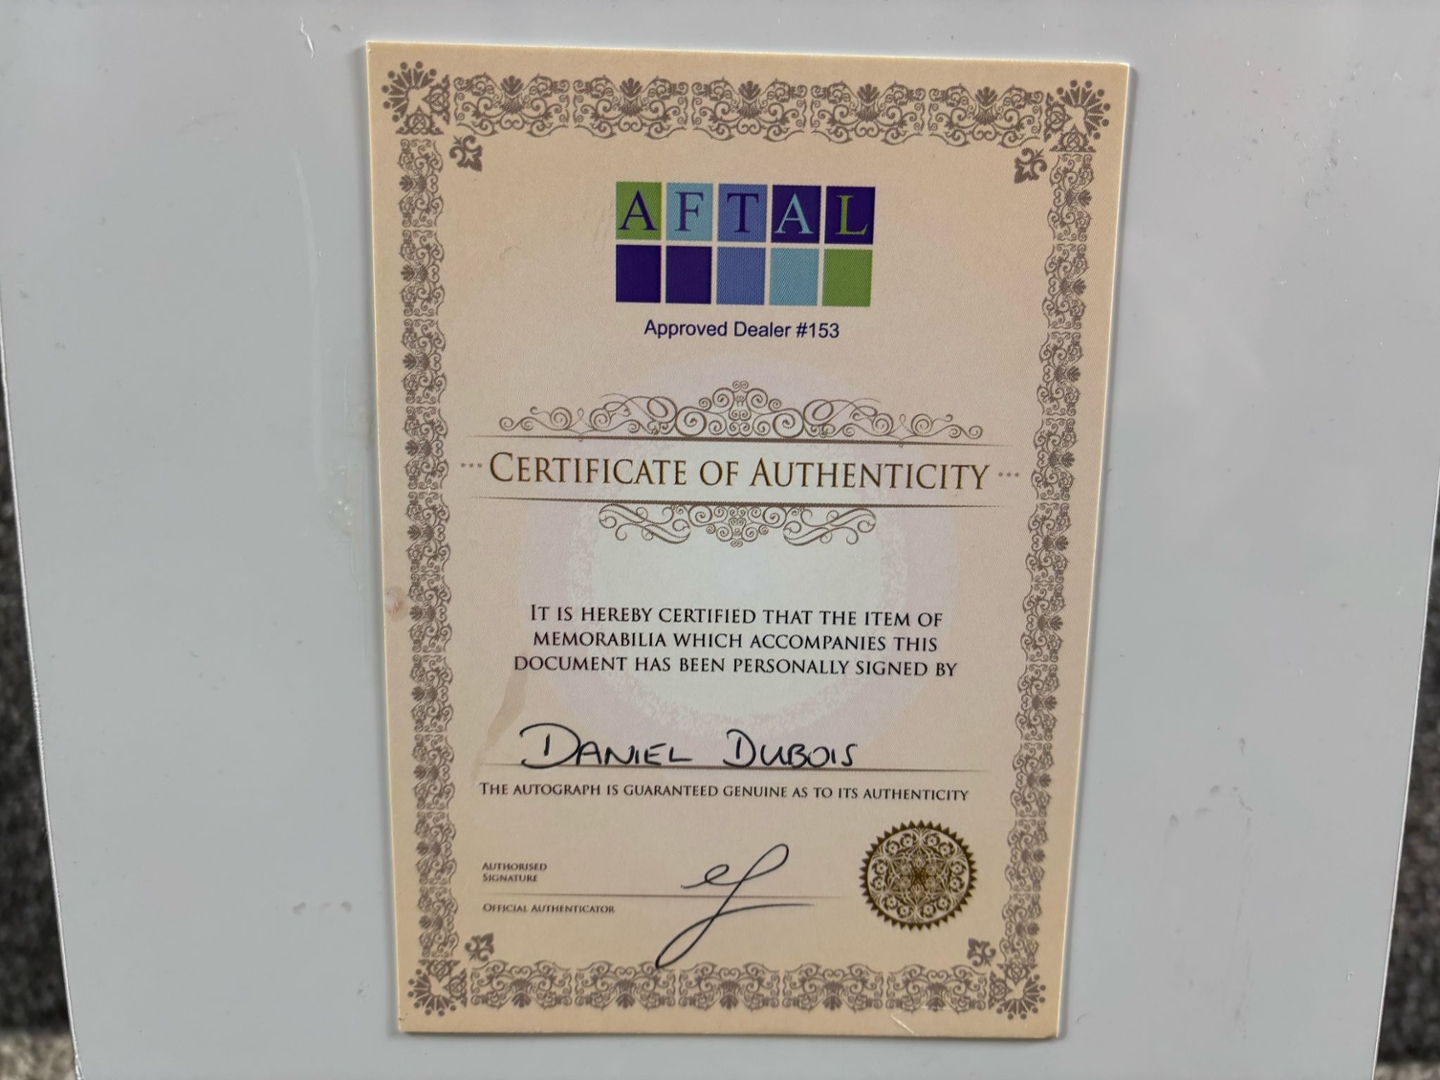 AFTAL
Approved Dealer #153
CERTIFICATE OF AUTHENTICITY
IT IS HEREBY CERTIFIED THAT THE ITEM OF
MEMORABILIA WHICH ACCOMPANIES THIS
DOCUMENT HAS BEEN PERSONALLY SIGNED BY
DANIEL DUBOIS
THE AUTOGRAPH IS GUARANTEED GENUINE AS TO ITS AUTHENTICITY
AUTHORISED
SIGNATURE
OFFICIAL AUTHENTICATOR